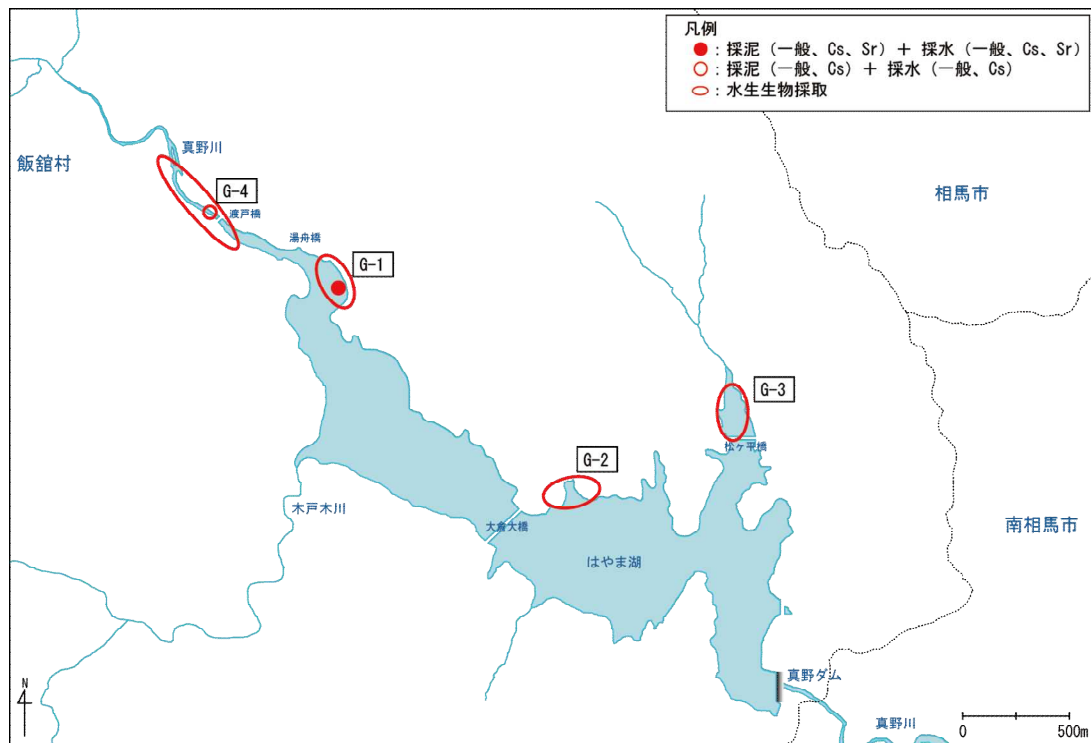 凡例
●：採泥（一般、Cs、Sr）＋ 採水（一般、Cs、Sr）
○：採泥（一般、Cs）＋ 採水（一般、Cs）
：水生生物採取
真野川
飯舘村
G-4
渡戸橋
相馬市
湯舟橋
G-1
G-3
松ヶ平橋
G-2
木戸木川
大倉大橋
南相馬市
はやま湖
真野ダム
N
真野川
0 500m